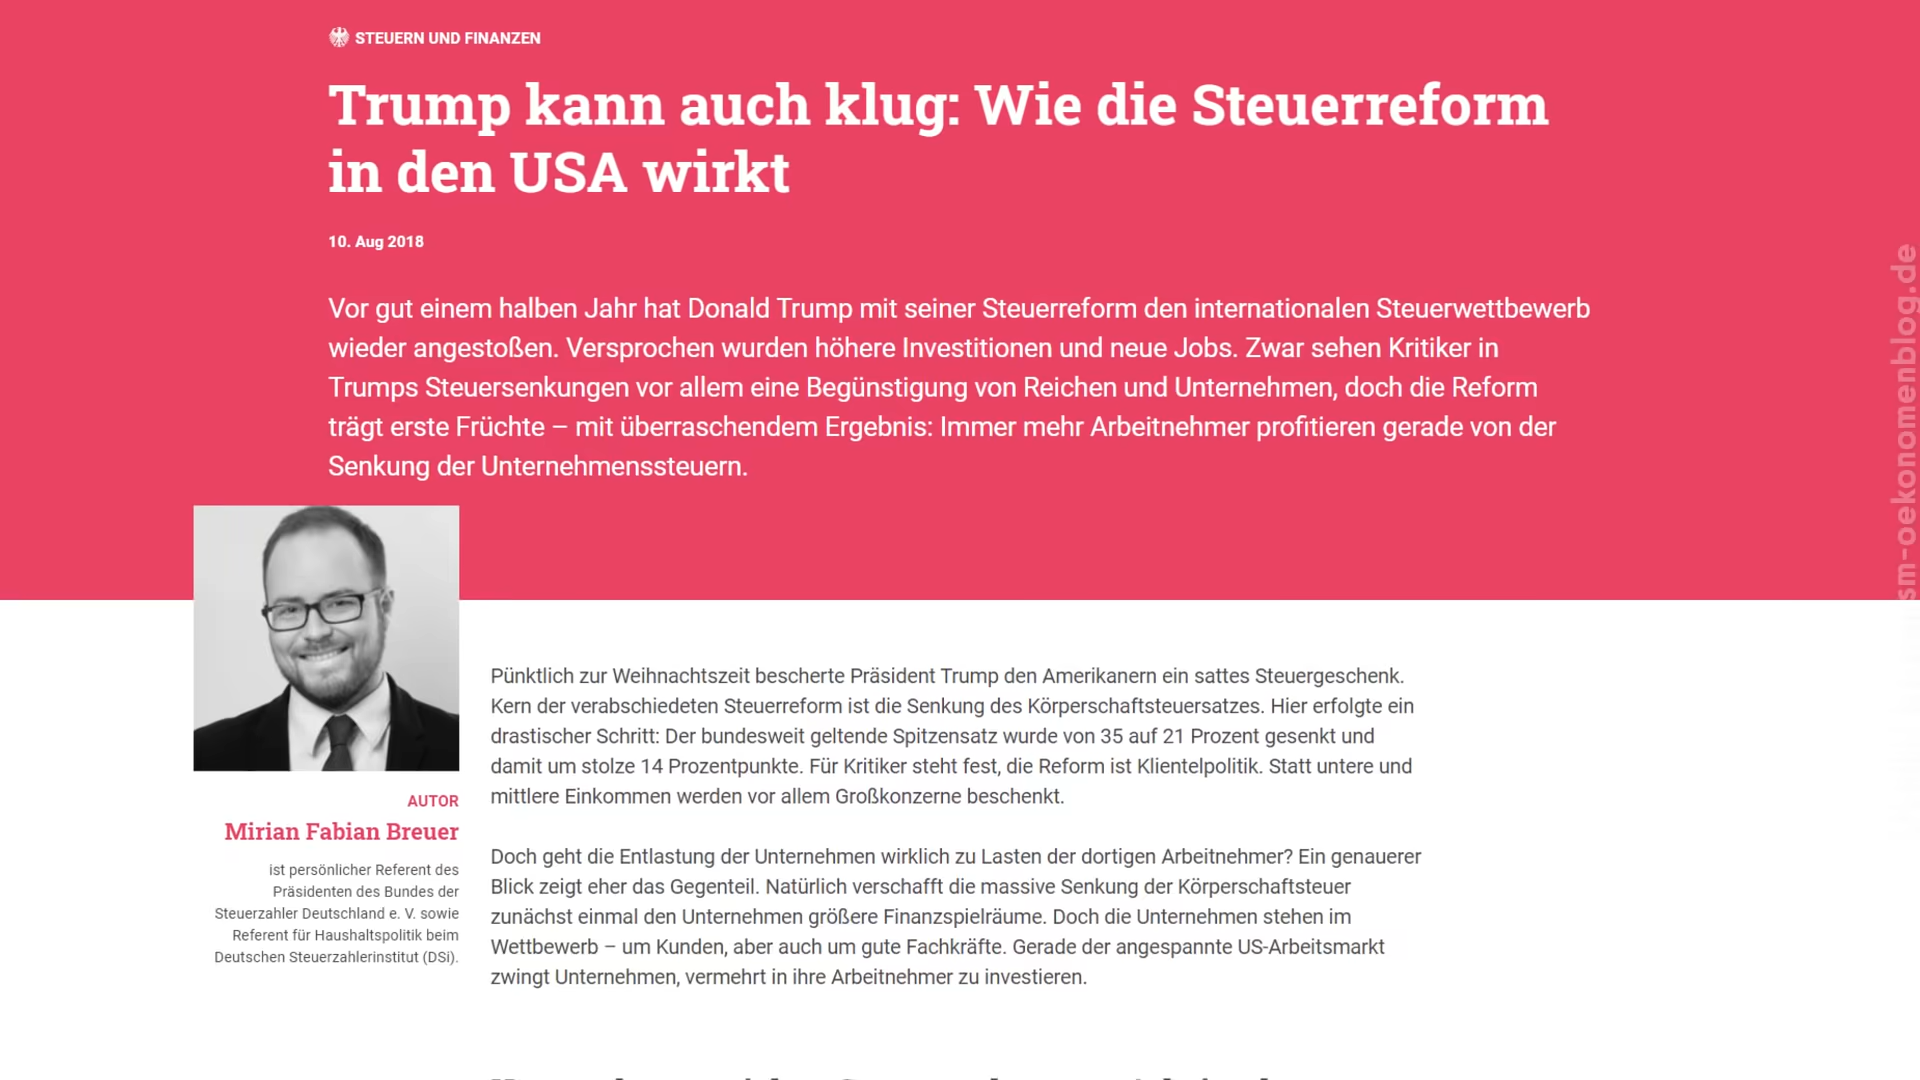 STEUERN UND FINANZEN
Trump kann auch klug: Wie die Steuerreform
in den USA wirkt
10. Aug 2018
Vor gut einem halben Jahr hat Donald Trump mit seiner Steuerreform den internationalen Steuerwettbewerb
wieder angestoßen. Versprochen wurden höhere Investitionen und neue Jobs. Zwar sehen Kritiker in
Trumps Steuersenkungen vor allem eine Begünstigung von Reichen und Unternehmen, doch die Reform
trägt erste Früchte – mit überraschendem Ergebnis: Immer mehr Arbeitnehmer profitieren gerade von der
Senkung der Unternehmenssteuern.
AUTOR
Mirian Fabian Breuer
ist persönlicher Referent des
Präsidenten des Bundes der
Steuerzahler Deutschland e. V. sowie
Referent für Haushaltspolitik beim
Deutschen Steuerzahlerinstitut (DSi).
Pünktlich zur Weihnachtszeit bescherte Präsident Trump den Amerikanern ein sattes Steuergeschenk.
Kern der verabschiedeten Steuerreform ist die Senkung des Körperschaftsteuersatzes. Hier erfolgte ein
drastischer Schritt: Der bundesweit geltende Spitzensatz wurde von 35 auf 21 Prozent gesenkt und
damit um stolze 14 Prozentpunkte. Für Kritiker steht fest, die Reform ist Klientelpolitik. Statt untere und
mittlere Einkommen werden vor allem Großkonzerne beschenkt.
Doch geht die Entlastung der Unternehmen wirklich zu Lasten der dortigen Arbeitnehmer? Ein genauerer
Blick zeigt eher das Gegenteil. Natürlich verschafft die massive Senkung der Körperschaftsteuer
zunächst einmal den Unternehmen größere Finanzspielräume. Doch die Unternehmen stehen im
Wettbewerb – um Kunden, aber auch um gute Fachkräfte. Gerade der angespannte US-Arbeitsmarkt
zwingt Unternehmen, vermehrt in ihre Arbeitnehmer zu investieren.
sm-oekonomenblog.de